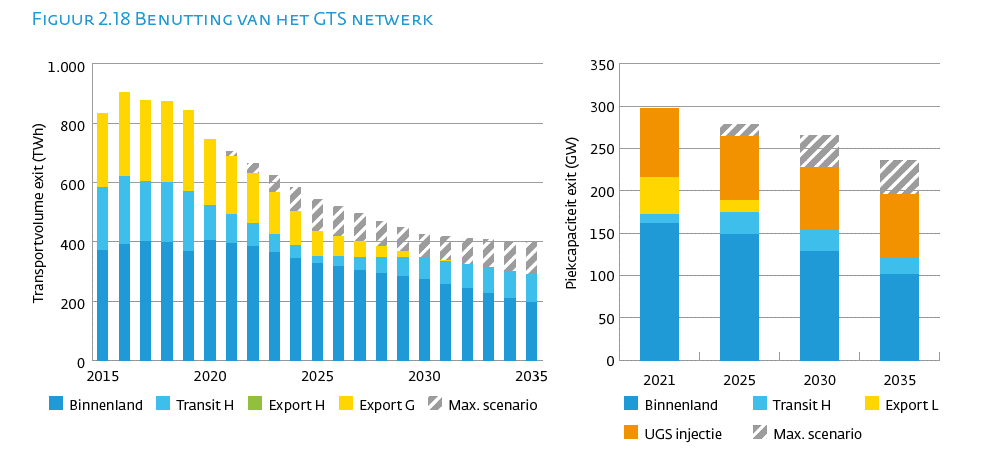 Figuur 2.18 Benutting van het GTS netwerk
Transportvolume exit (TWh)
1.000
800
600
400
200
0
2015
2020
2025
2030
2035
Binnenland
Transit H
Export H
Export G
Max. scenario
Piekcapaciteit exit (GW)
350
300
250
200
150
100
50
0
2021
2025
2030
2035
Binnenland
Transit H
Export L
UGS injectie
Max. scenario